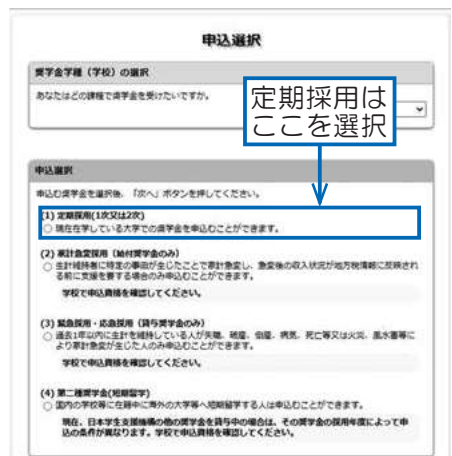 申込選択
奨学金学種（学校）の選択
あなたはどの課程で奨学金を受けたいですか。
定期採用は
ここを選択
申込選択
申込む奨学金を選択後、「次へ」ボタンを押してください。
(1) 定期採用(1次又は2次)
現在在学している大学での奨学金を申込むことができます。
(2) 家計急変採用（給付奨学金のみ）
生計維持者に特定の事由が生じたことで家計急変し、急変後の収入状況が地方税情報に反映され
る前に支援を要する場合のみ申込むことができます。
学校で申込資格を確認してください。
(3) 緊急採用・応急採用（貸与奨学金のみ）
過去1年以内に生計を維持している人が失職、破産、倒産、病気、死亡等又は火災、風水害等に
より家計急変が生じた人のみ申込むことができます。
学校で申込資格を確認してください。
(4) 第二種奨学金(短期留学)
国内の学校等に在籍中に海外の大学等へ短期留学する人は申込むことができます。
現在、日本学生支援機構の他の奨学金を貸与中の場合は、その奨学金の採用年度によって申
込の条件が異なります。学校で申込資格を確認してください。